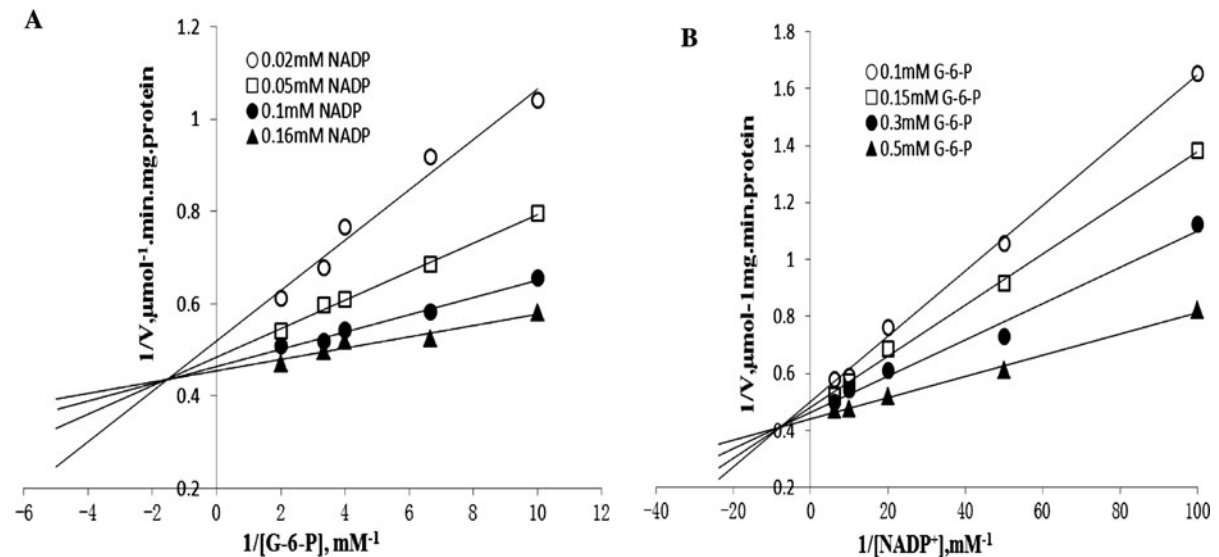 A
1/V,μmol⁻¹.min.mg.protein
1.2
1
0.8
0.6
0.4
0.2
○0.02mM NADP
□0.05mM NADP
●0.1mM NADP
▲0.16mM NADP
-6 -4 -2 0 2 4 6 8 10 12
1/[G-6-P], mM⁻¹
B
1/V,μmol-1mg.min.protein
1.8
1.6
1.4
1.2
1
0.8
0.6
0.4
0.2
○0.1mM G-6-P
□0.15mM G-6-P
●0.3mM G-6-P
▲0.5mM G-6-P
-40 -20 0 20 40 60 80 100
1/[NADP⁺],mM⁻¹